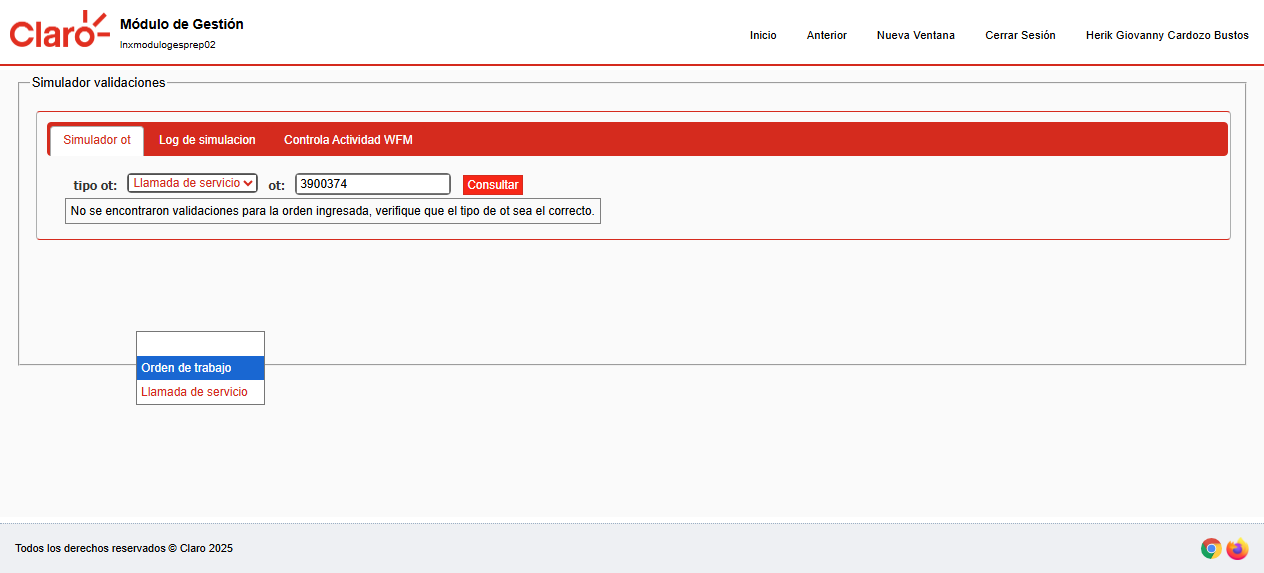 Claro Módulo de Gestión
lnxmodulogesprep02
Inicio Anterior Nueva Ventana Cerrar Sesión Herik Giovanny Cardozo Bustos
Simulador validaciones
Simulador ot Log de simulacion Controla Actividad WFM
tipo ot: Llamada de servicio ot: 3900374 Consultar
No se encontraron validaciones para la orden ingresada, verifique que el tipo de ot sea el correcto.
Orden de trabajo
Llamada de servicio
Todos los derechos reservados © Claro 2025